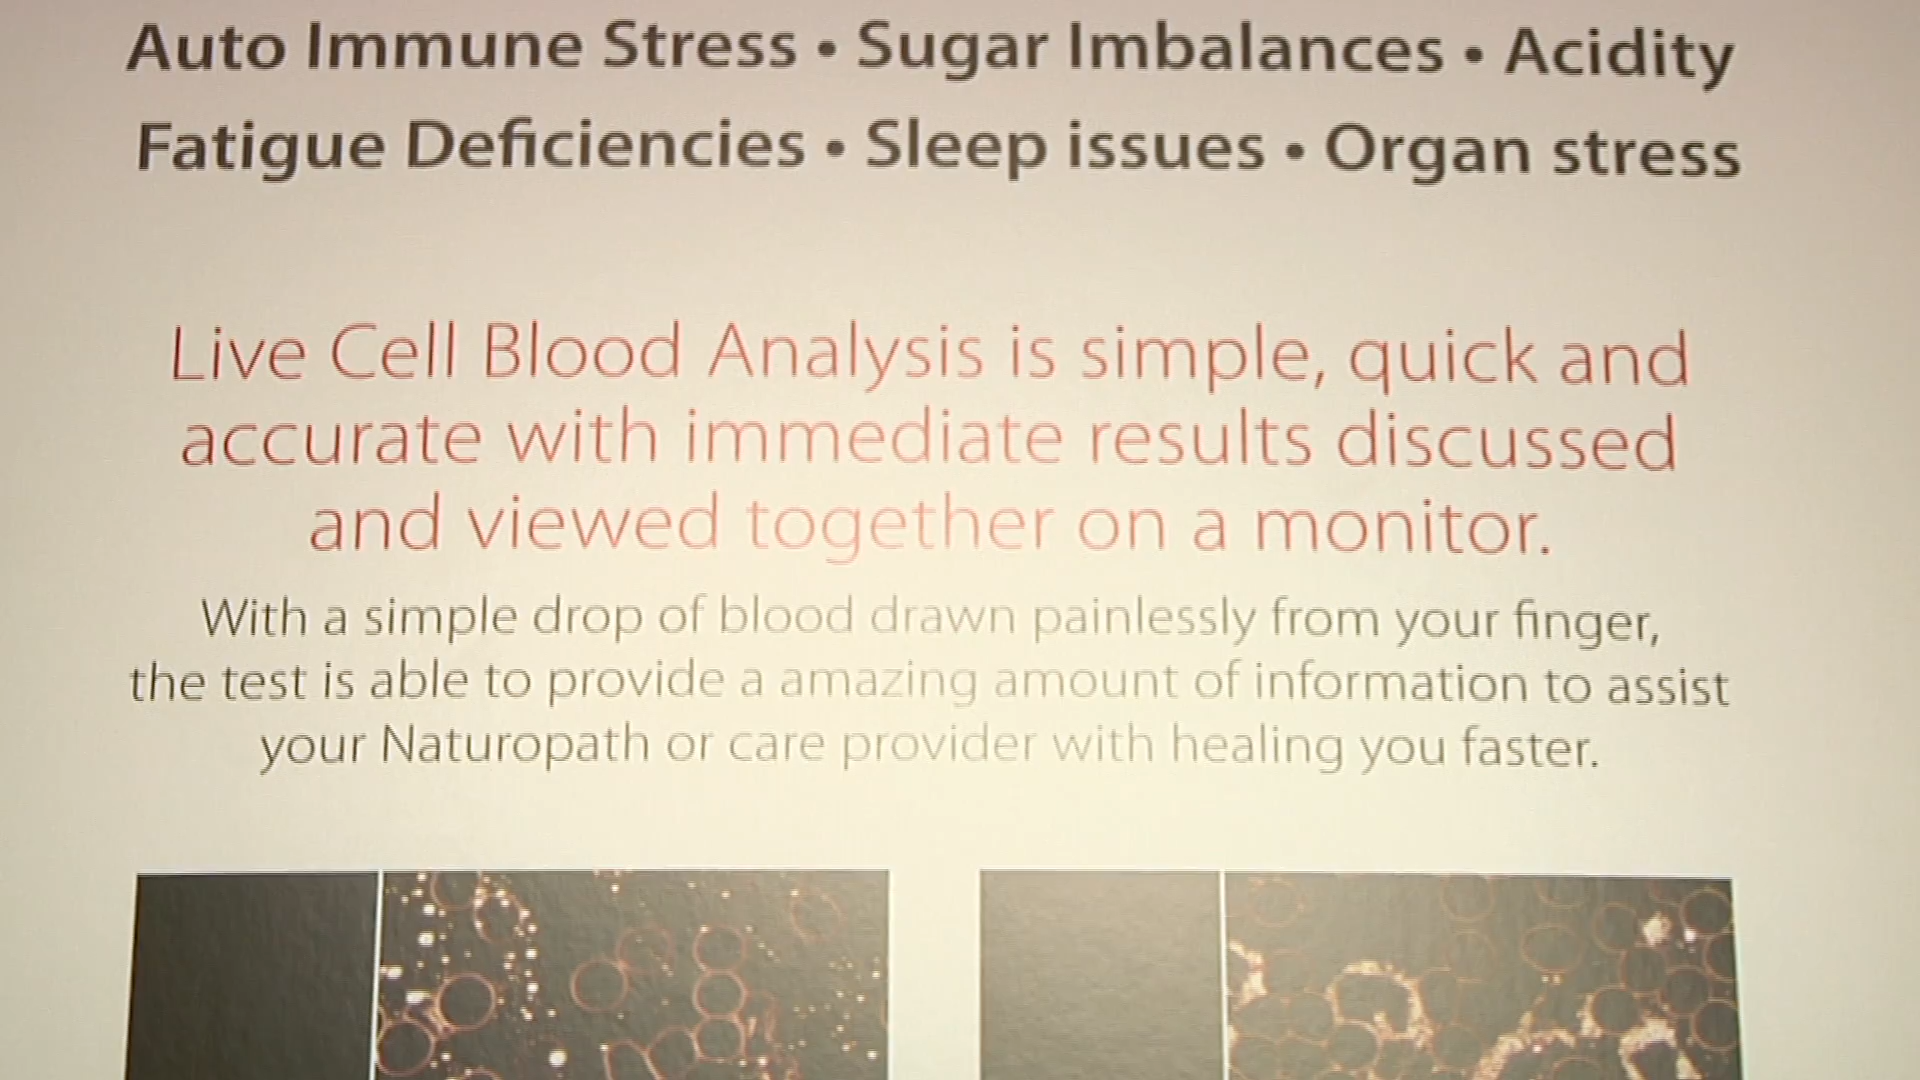 Auto Immune Stress • Sugar Imbalances • Acidity
Fatigue Deficiencies • Sleep issues • Organ stress
Live Cell Blood Analysis is simple, quick and
accurate with immediate results discussed
and viewed together on a monitor.
With a simple drop of blood drawn painlessly from your finger,
the test is able to provide a amazing amount of information to assist
your Naturopath or care provider with healing you faster.